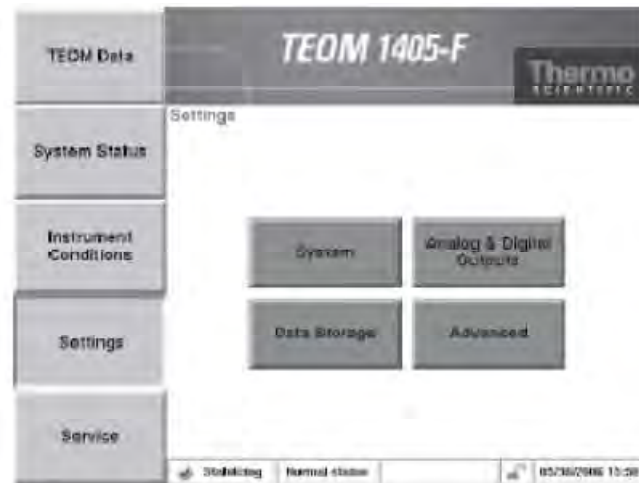 TEOM Data
TEOM 1405-F
Thermo
SCIENTIFIC
System Status
Settings
Instrument
Conditions
System
Analog & Digital
Outputs
Settings
Data Storage
Advanced
Service
Stabilizing
Normal status